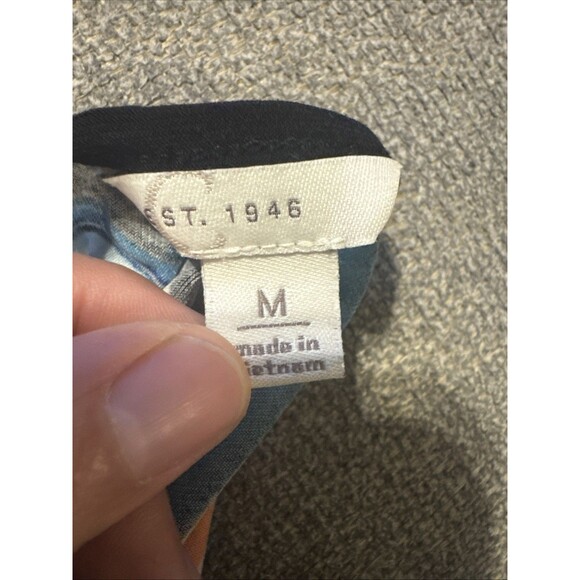 ST. 1946
M
made in
ietnam